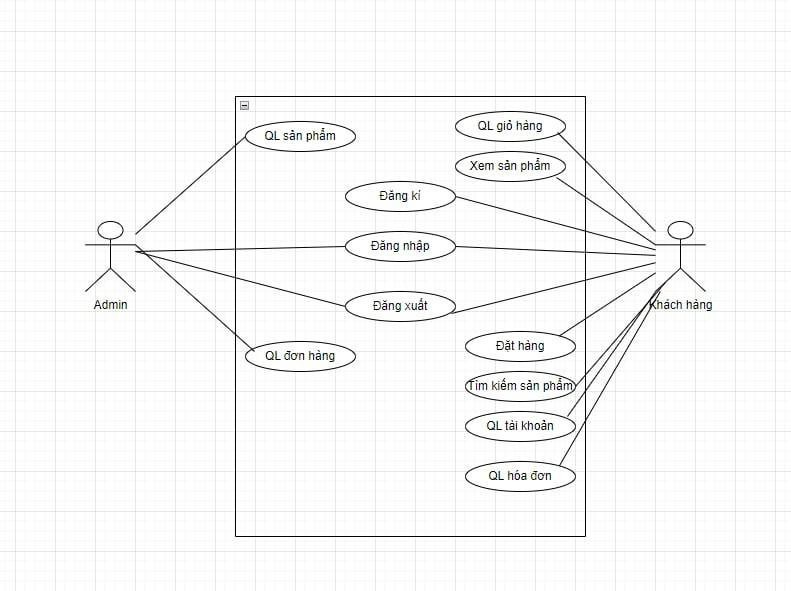 QL giỏ hàng
QL sản phẩm
Xem sản phẩm
Đăng kí
Đăng nhập
Đăng xuất
Admin
Khách hàng
Đặt hàng
QL đơn hàng
Tìm kiếm sản phẩm
QL tài khoản
QL hóa đơn